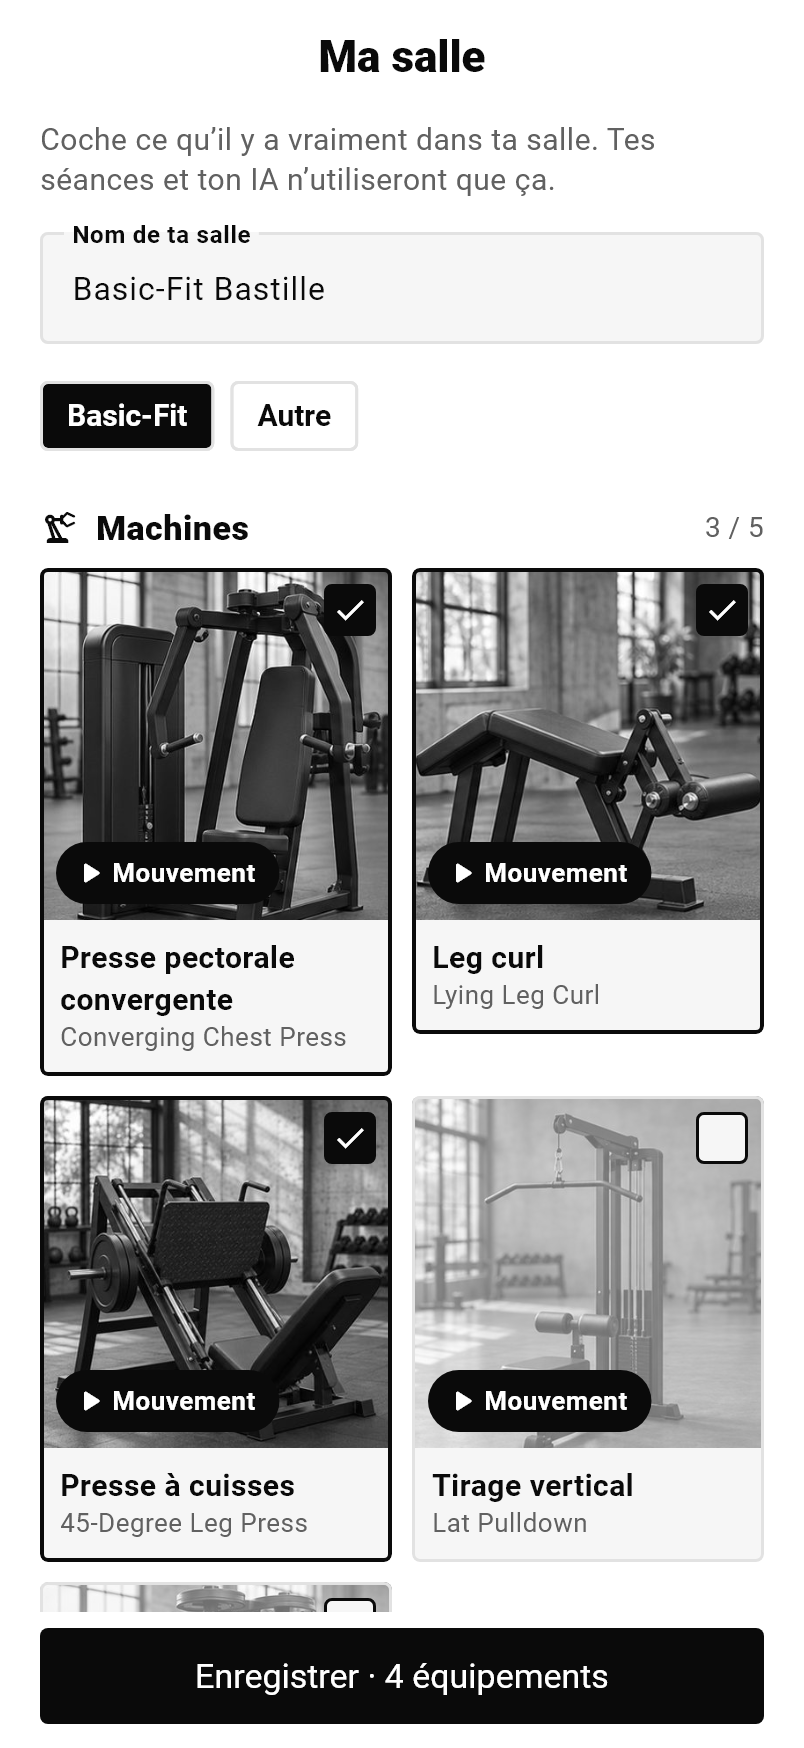 Ma salle
Coche ce qu’il y a vraiment dans ta salle. Tes
séances et ton IA n’utiliseront que ça.
Nom de ta salle
Basic-Fit Bastille
Basic-Fit
Autre
Machines
3 / 5
Mouvement
Presse pectorale
convergente
Converging Chest Press
Mouvement
Leg curl
Lying Leg Curl
Mouvement
Presse à cuisses
45-Degree Leg Press
Mouvement
Tirage vertical
Lat Pulldown
Enregistrer · 4 équipements